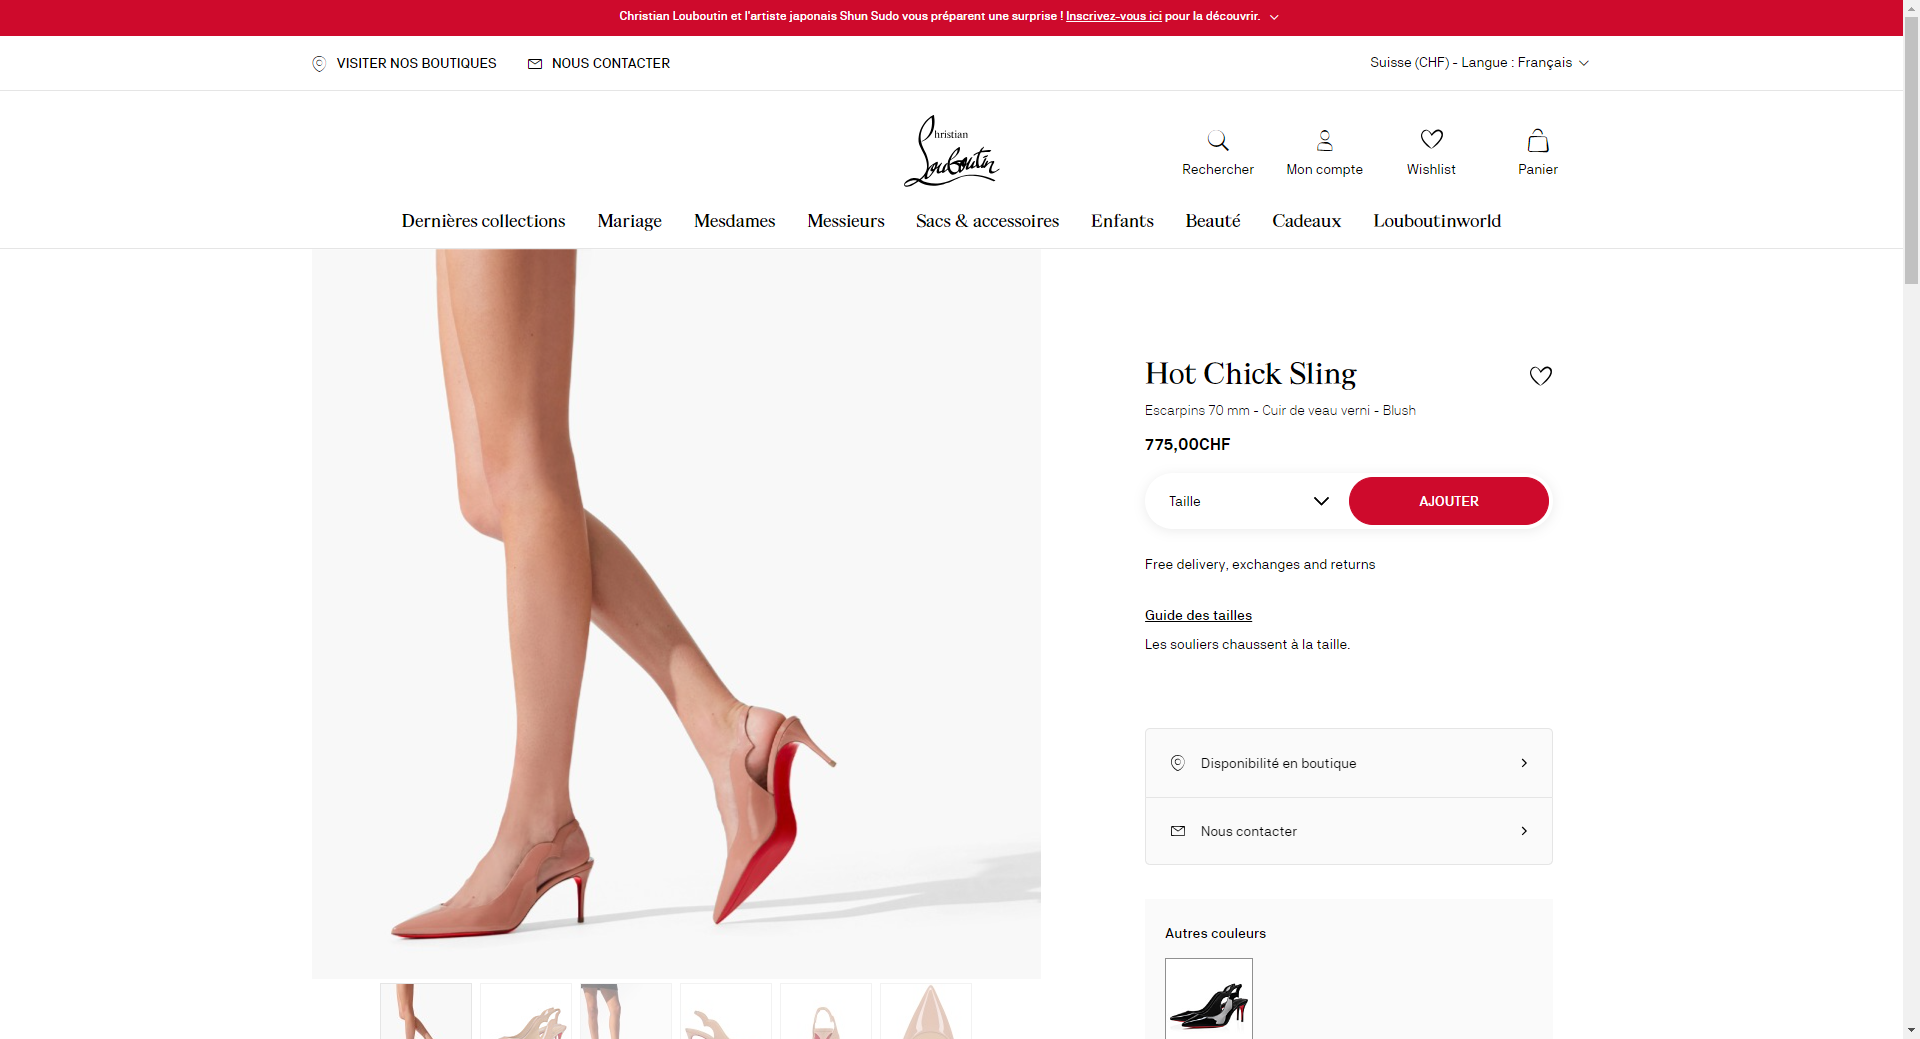 Christian Louboutin et l'artiste japonais Shun Sudo vous préparent une surprise ! Inscrivez-vous ici pour la découvrir.
VISITER NOS BOUTIQUES
NOUS CONTACTER
Suisse (CHF) - Langue : Français
Christian
Louboutin
Rechercher
Mon compte
Wishlist
Panier
Dernières collections
Mariage
Mesdames
Messieurs
Sacs & accessoires
Enfants
Beauté
Cadeaux
Louboutinworld
Hot Chick Sling
Escarpins 70 mm - Cuir de veau verni - Blush
775,00CHF
Taille
AJOUTER
Free delivery, exchanges and returns
Guide des tailles
Les souliers chaussent à la taille.
Disponibilité en boutique
Nous contacter
Autres couleurs